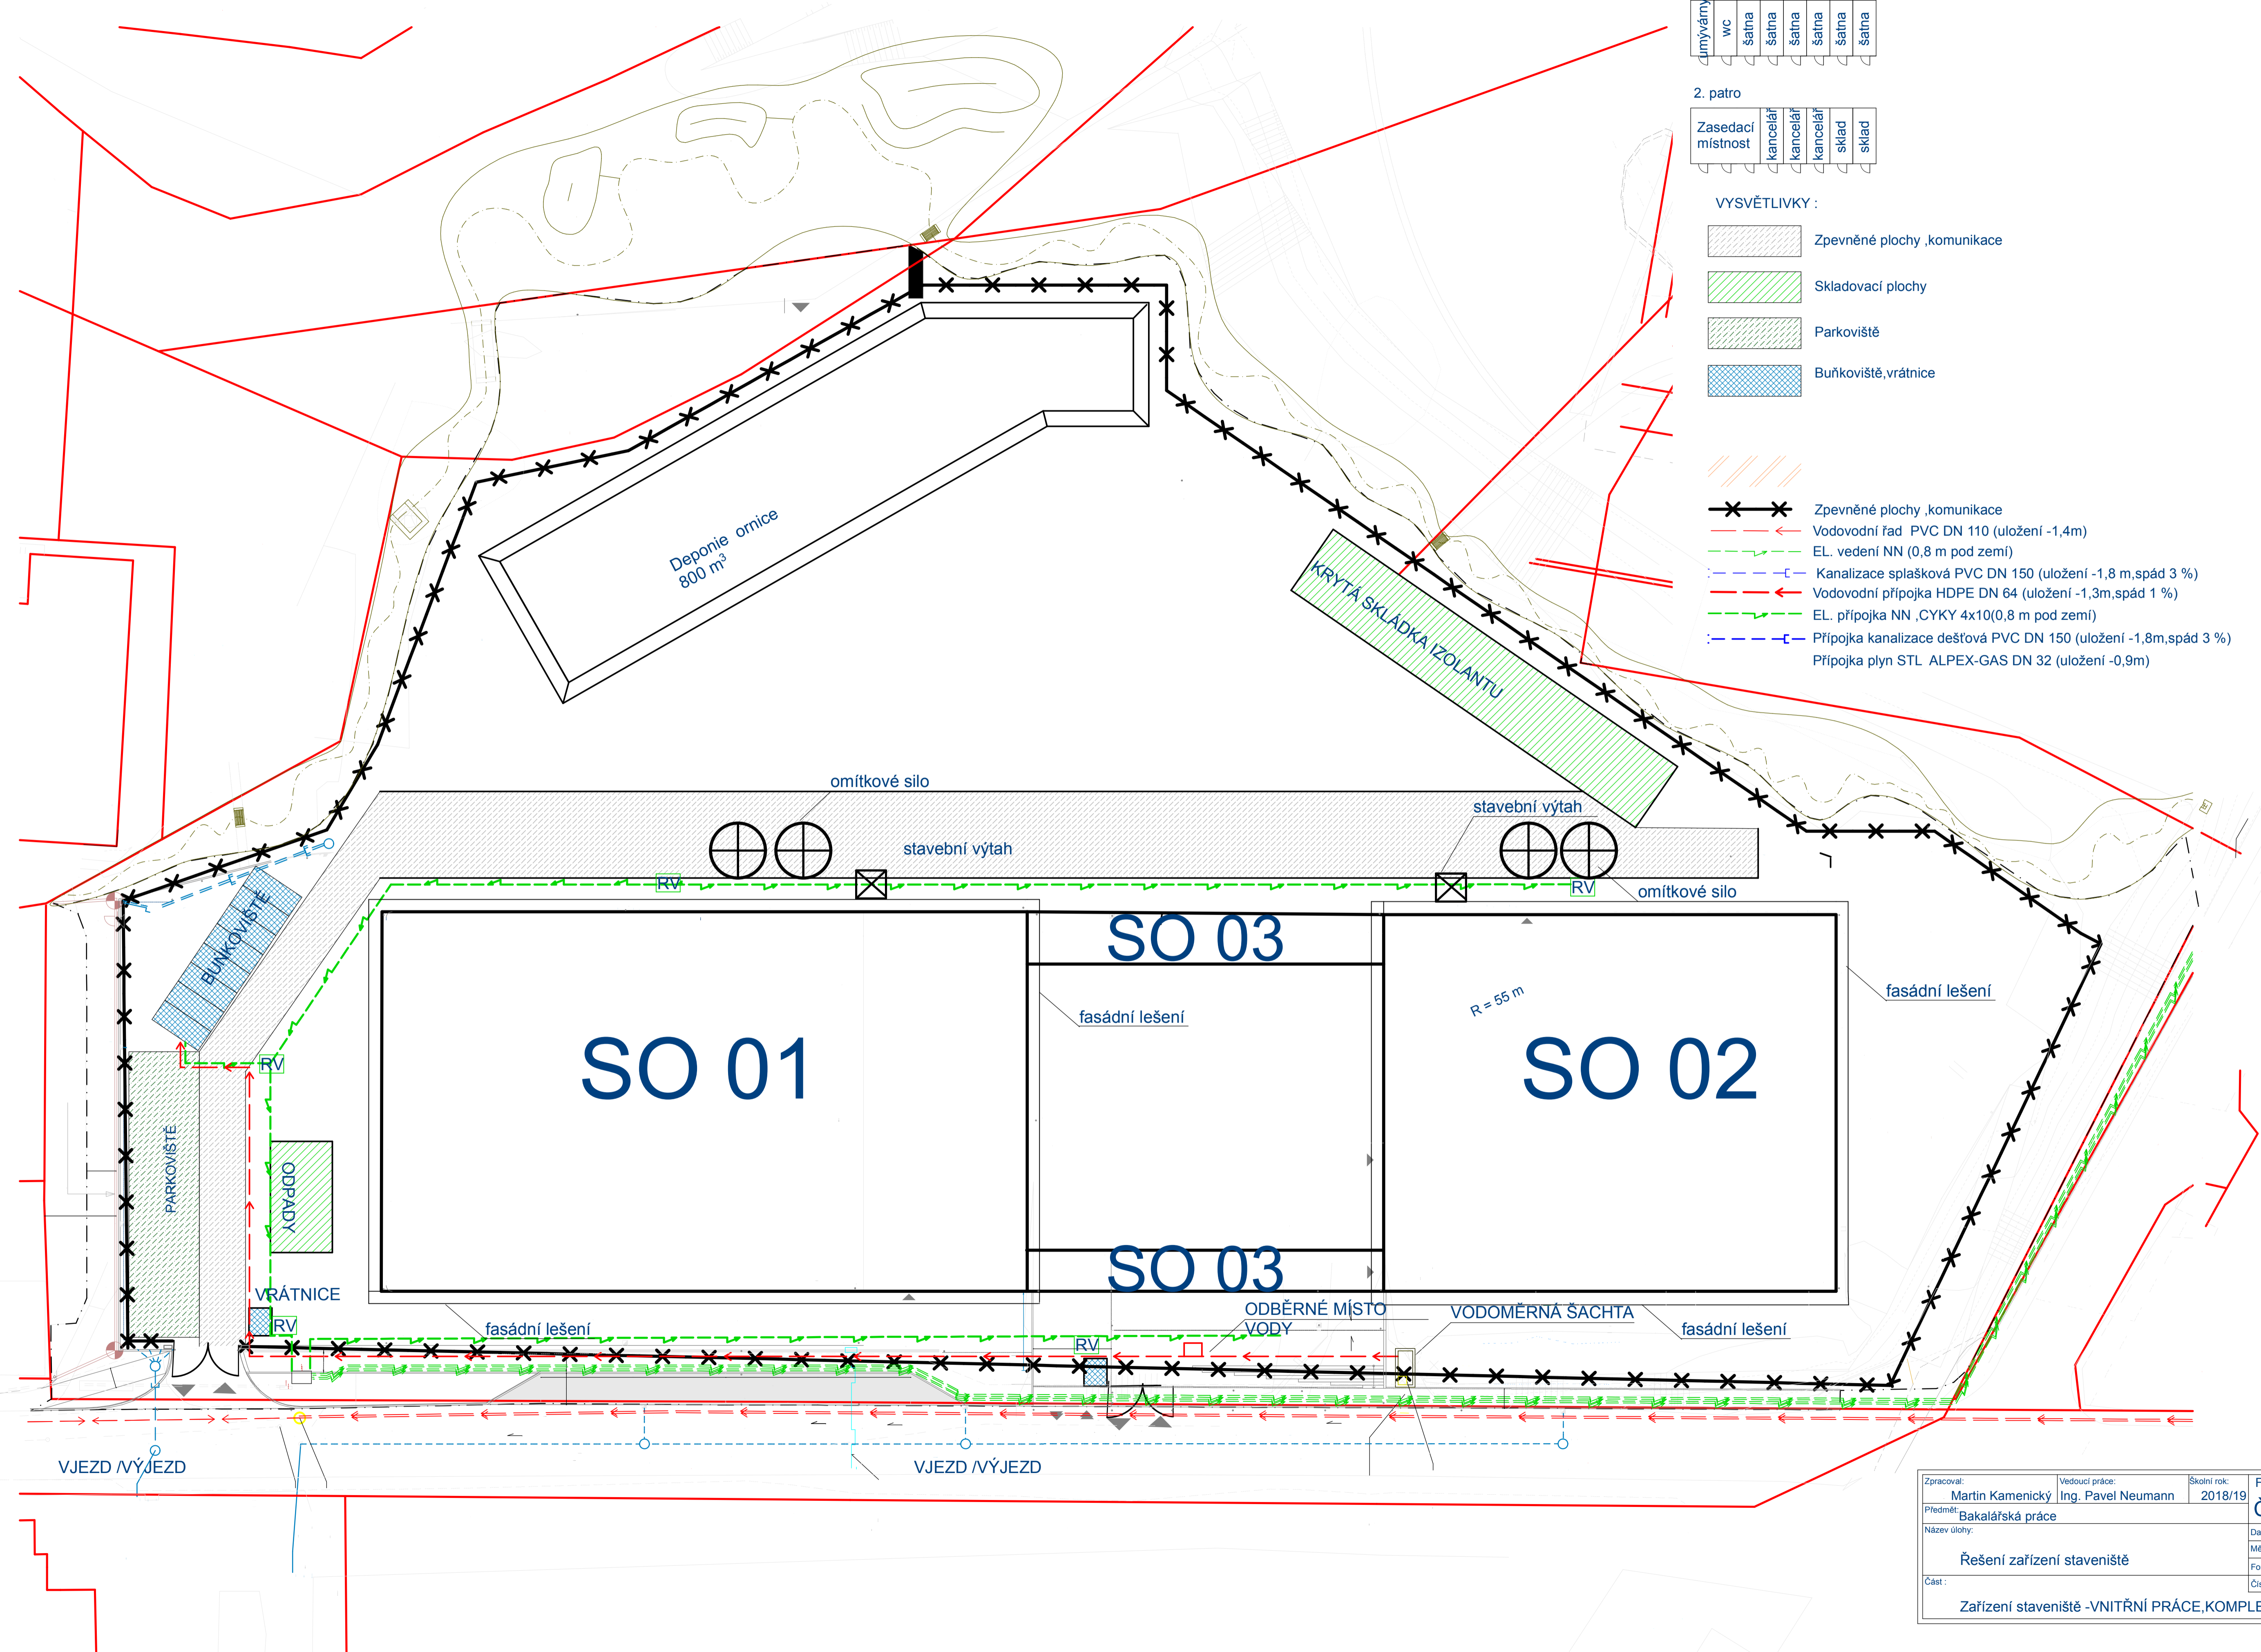 umývárny
wc
šatna
šatna
šatna
šatna
šatna
šatna
2. patro
Zasedací
místnost
kancelář
kancelář
kancelář
sklad
sklad
VYSVĚTLIVKY :
Zpevněné plochy ,komunikace
Skladovací plochy
Parkoviště
Buňkoviště,vrátnice
Zpevněné plochy ,komunikace
Vodovodní řad PVC DN 110 (uložení -1,4m)
EL. vedení NN (0,8 m pod zemí)
Kanalizace splašková PVC DN 150 (uložení -1,8 m,spád 3 %)
Vodovodní přípojka HDPE DN 64 (uložení -1,3m,spád 1 %)
EL. přípojka NN ,CYKY 4x10(0,8 m pod zemí)
Přípojka kanalizace dešťová PVC DN 150 (uložení -1,8m,spád 3 %)
Přípojka plyn STL ALPEX-GAS DN 32 (uložení -0,9m)
Deponie ornice
800 m³
KRYTÁ SKLÁDKA IZOLANTU
omítkové silo
stavební výtah
stavební výtah
omítkové silo
RV
RV
BUNKOVIŠTĚ
SO 03
fasádní lešení
R = 55 m
fasádní lešení
SO 01
SO 02
RV
PARKOVIŠTĚ
ODPADY
SO 03
VRÁTNICE
RV
fasádní lešení
ODBĚRNÉ MÍSTO
VODY
VODOMĚRNÁ ŠACHTA
fasádní lešení
RV
VJEZD /VÝJEZD
VJEZD /VÝJEZD
Zpracoval:
Martin Kamenický
Vedoucí práce:
Ing. Pavel Neumann
Školní rok:
2018/19
F
Č
Předmět:
Bakalářská práce
Název úlohy:
Řešení zařízení staveniště
Da
Mě
Fo
Čís
Část :
Zařízení staveniště -VNITŘNÍ PRÁCE,KOMPLE